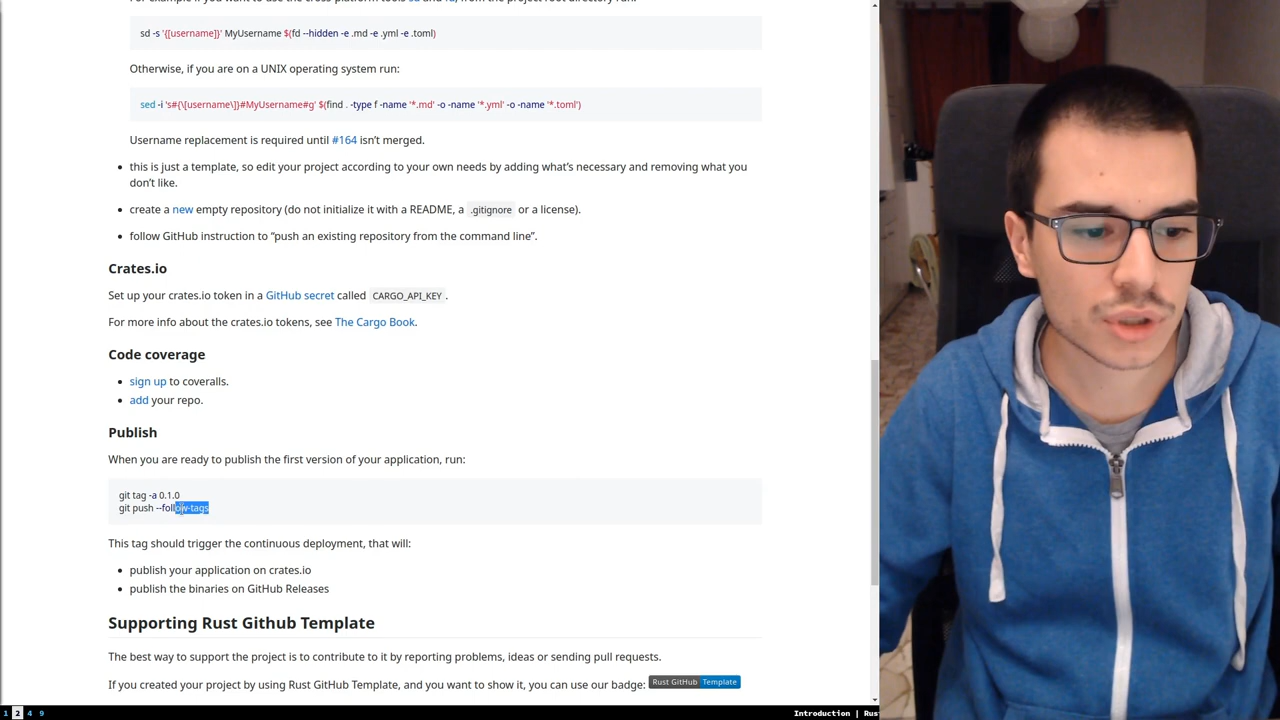 sd -s '{[username]}' MyUsername $(fd --hidden -e .md -e .yml -e .toml)
Otherwise, if you are on a UNIX operating system run:
sed -i 's#{\[username\]}#MyUsername#g' $(find . -type f -name '*.md' -o -name '*.yml' -o -name '*.toml')
Username replacement is required until #164 isn’t merged.
this is just a template, so edit your project according to your own needs by adding what’s necessary and removing what you
don’t like.
create a new empty repository (do not initialize it with a README, a .gitignore or a license).
follow GitHub instruction to “push an existing repository from the command line”.
Crates.io
Set up your crates.io token in a GitHub secret called CARGO_API_KEY.
For more info about the crates.io tokens, see The Cargo Book.
Code coverage
sign up to coveralls.
add your repo.
Publish
When you are ready to publish the first version of your application, run:
git tag -a 0.1.0
git push --follow-tags
This tag should trigger the continuous deployment, that will:
publish your application on crates.io
publish the binaries on GitHub Releases
Supporting Rust Github Template
The best way to support the project is to contribute to it by reporting problems, ideas or sending pull requests.
If you created your project by using Rust GitHub Template, and you want to show it, you can use our badge: Rust GitHub Template
1 2 4 9 Introduction | Rus